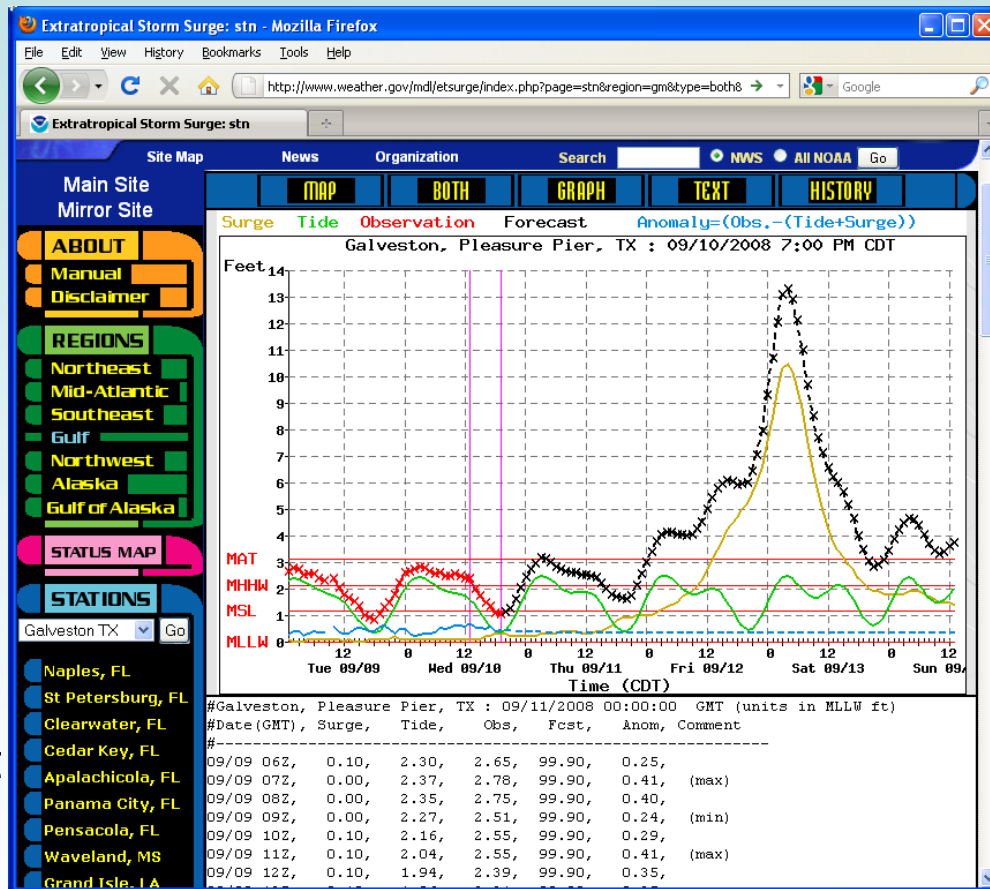 Extratropical Storm Surge: stn - Mozilla Firefox
File Edit View History Bookmarks Tools Help
http://www.weather.gov/mdl/etsurge/index.php?page=stn&region=gm&type=both& Google
Extratropical Storm Surge: stn
Site Map News Organization Search NWS All NOAA Go
Main Site
Mirror Site
ABOUT
Manual
Disclaimer
REGIONS
Northeast
Mid-Atlantic
Southeast
Gulf
Northwest
Alaska
Gulf of Alaska
STATUS MAP
STATIONS
Galveston TX Go
Naples, FL
St Petersburg, FL
Clearwater, FL
Cedar Key, FL
Apalachicola, FL
Panama City, FL
Pensacola, FL
Waveland, MS
Grand Isle, LA
MAP BOTH GRAPH TEXT HISTORY
Surge Tide Observation Forecast Anomaly=(Obs.-(Tide+Surge))
Galveston, Pleasure Pier, TX : 09/10/2008 7:00 PM CDT
Feet
14
13
12
11
10
9
8
7
6
5
4
MAT
3
MHHW
2
MSL
1
MLLW 0
12 0 12 0 12 0 12 0 12 0 12
Tue 09/09 Wed 09/10 Thu 09/11 Fri 09/12 Sat 09/13 Sun 09/
Time (CDT)
#Galveston, Pleasure Pier, TX : 09/11/2008 00:00:00 GMT (units in MLLW ft)
#Date(GMT), Surge, Tide, Obs, Fcst, Anom, Comment
#-----------------------------------------------------------------
09/09 06Z, 0.10, 2.30, 2.65, 99.90, 0.25,
09/09 07Z, 0.00, 2.37, 2.78, 99.90, 0.41, (max)
09/09 08Z, 0.00, 2.35, 2.75, 99.90, 0.40,
09/09 09Z, 0.00, 2.27, 2.51, 99.90, 0.24, (min)
09/09 10Z, 0.10, 2.16, 2.55, 99.90, 0.29,
09/09 11Z, 0.10, 2.04, 2.55, 99.90, 0.41, (max)
09/09 12Z, 0.10, 1.94, 2.39, 99.90, 0.35,